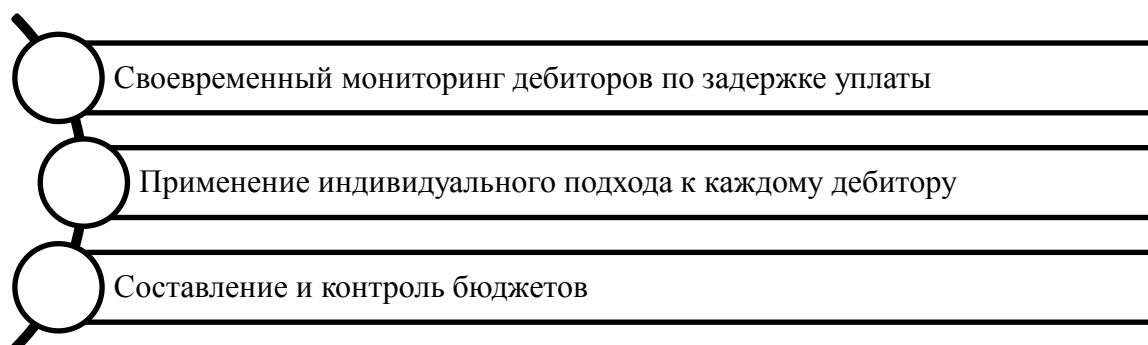 Своевременный мониторинг дебиторов по задержке уплаты
Применение индивидуального подхода к каждому дебитору
Составление и контроль бюджетов